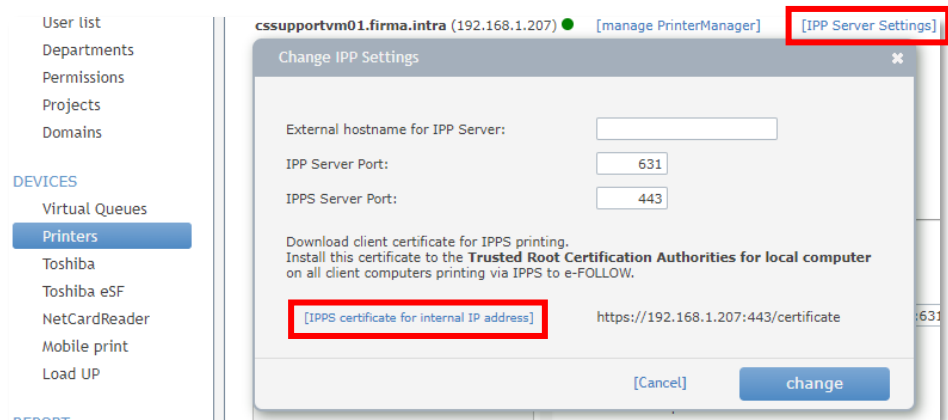 User list
Departments
Permissions
Projects
Domains
DEVICES
Virtual Queues
Printers
Toshiba
Toshiba eSF
NetCardReader
Mobile print
Load UP
REPORT
cssupportvm01.firma.intra (192.168.1.207) [manage PrinterManager] [IPP Server Settings]
Change IPP Settings
External hostname for IPP Server:
IPP Server Port: 631
IPPS Server Port: 443
Download client certificate for IPPS printing.
Install this certificate to the Trusted Root Certification Authorities for local computer
on all client computers printing via IPPS to e-FOLLOW.
[IPPS certificate for internal IP address] https://192.168.1.207:443/certificate
:631
[Cancel] change